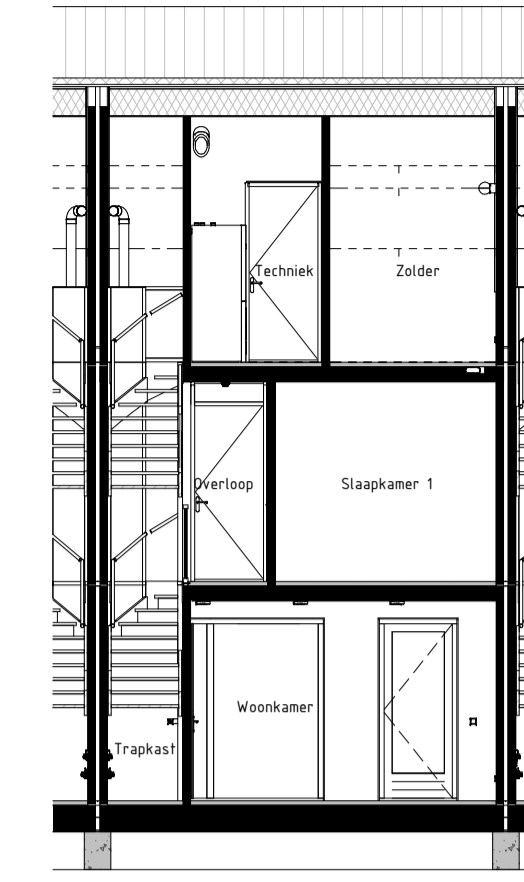 Techniek
Zolder
Overloop
Slaapkamer 1
Woonkamer
Trapkast